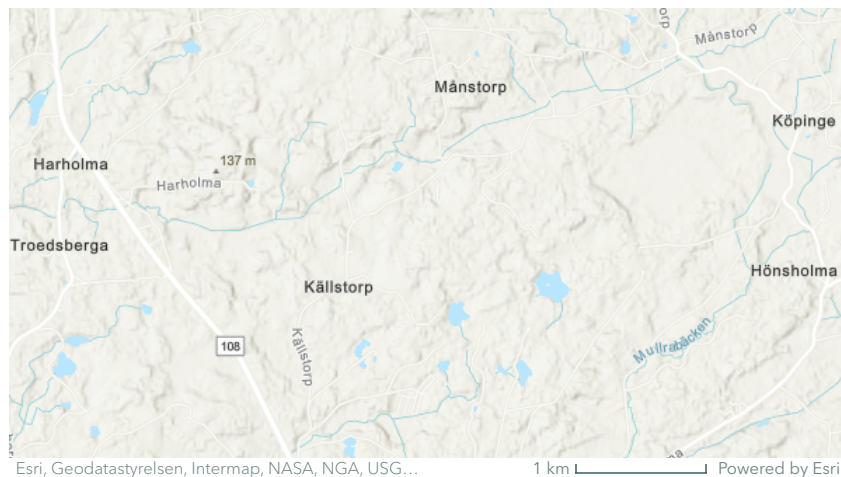 Månstorp
Månstorp
Köpinge
Harholma
137 m
Harholma
Troedsberga
Hönsholma
Källstorp
Mullrabäcken
108
Källstorp
Esri, Geodatastyrelsen, Intermap, NASA, NGA, USG...
1 km
Powered by Esri